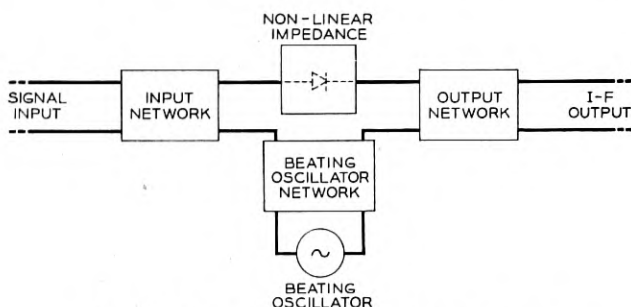 NON-LINEAR
IMPEDANCE
SIGNAL
INPUT
INPUT
NETWORK
OUTPUT
NETWORK
I-F
OUTPUT
BEATING
OSCILLATOR
NETWORK
BEATING
OSCILLATOR